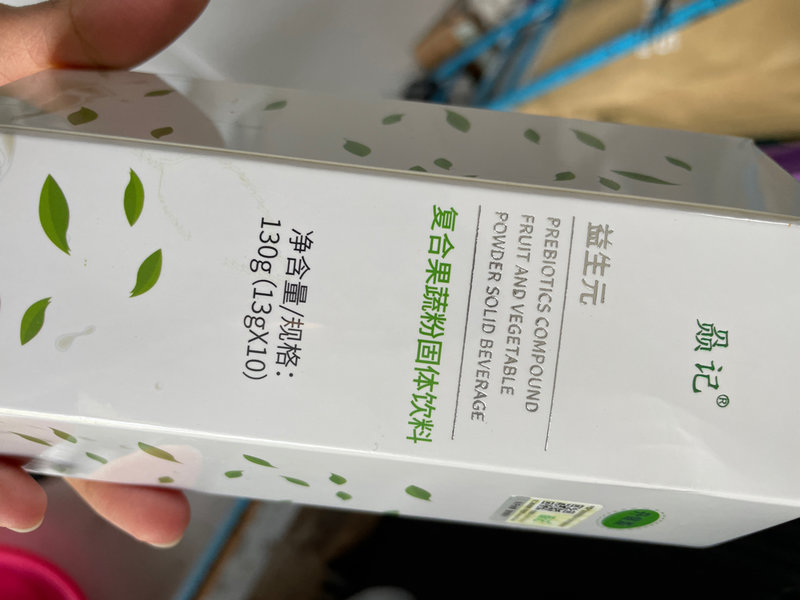 贠记®
益生元
PREBIOTICS COMPOUND
FRUIT AND VEGETABLE
POWDER SOLID BEVERAGE
复合果蔬粉固体饮料
净含量/规格:
130g (13gX10)